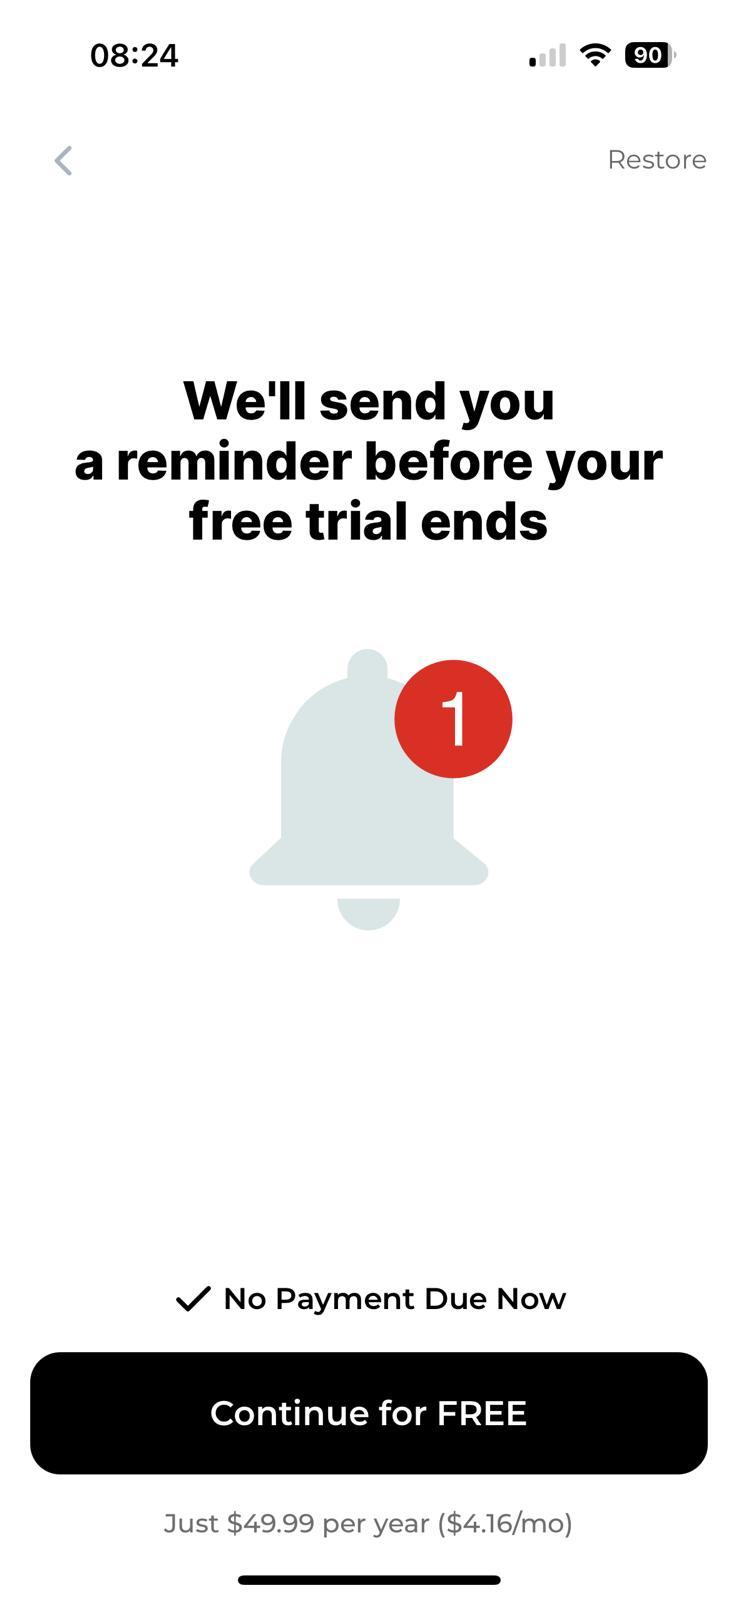 08:24
90
Restore
We'll send you
a reminder before your
free trial ends
1
No Payment Due Now
Continue for FREE
Just $49.99 per year ($4.16/mo)